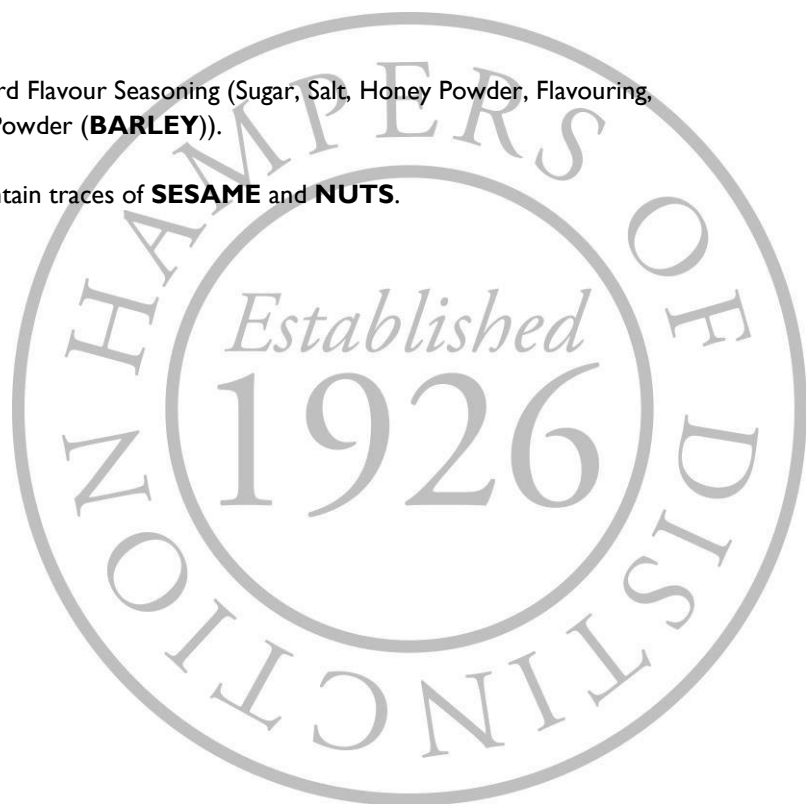 rd Flavour Seasoning (Sugar, Salt, Honey Powder, Flavouring,
Powder (BARLEY)).
ntain traces of SESAME and NUTS.
HAMPERS OF DISTINCTION
Established
1926